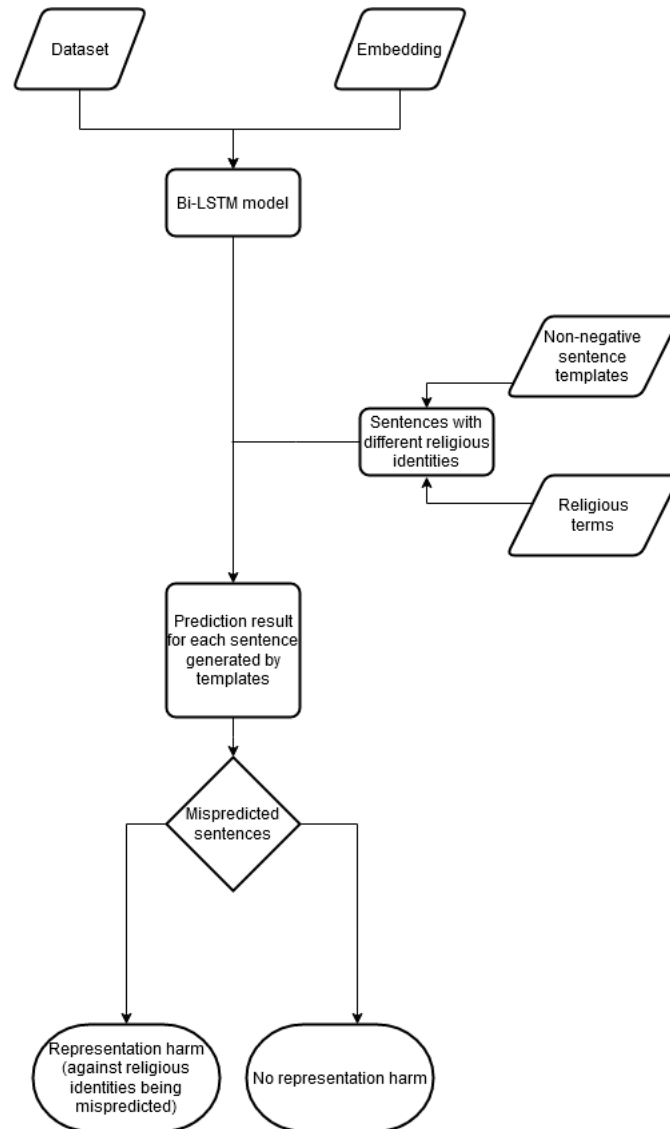 Dataset
Embedding
Bi-LSTM model
Non-negative
sentence
templates
Sentences with
different religious
identities
Religious
terms
Prediction result
for each sentence
generated by
templates
Mispredicted
sentences
Representation harm
(against religious
identities being
mispredicted)
No representation harm